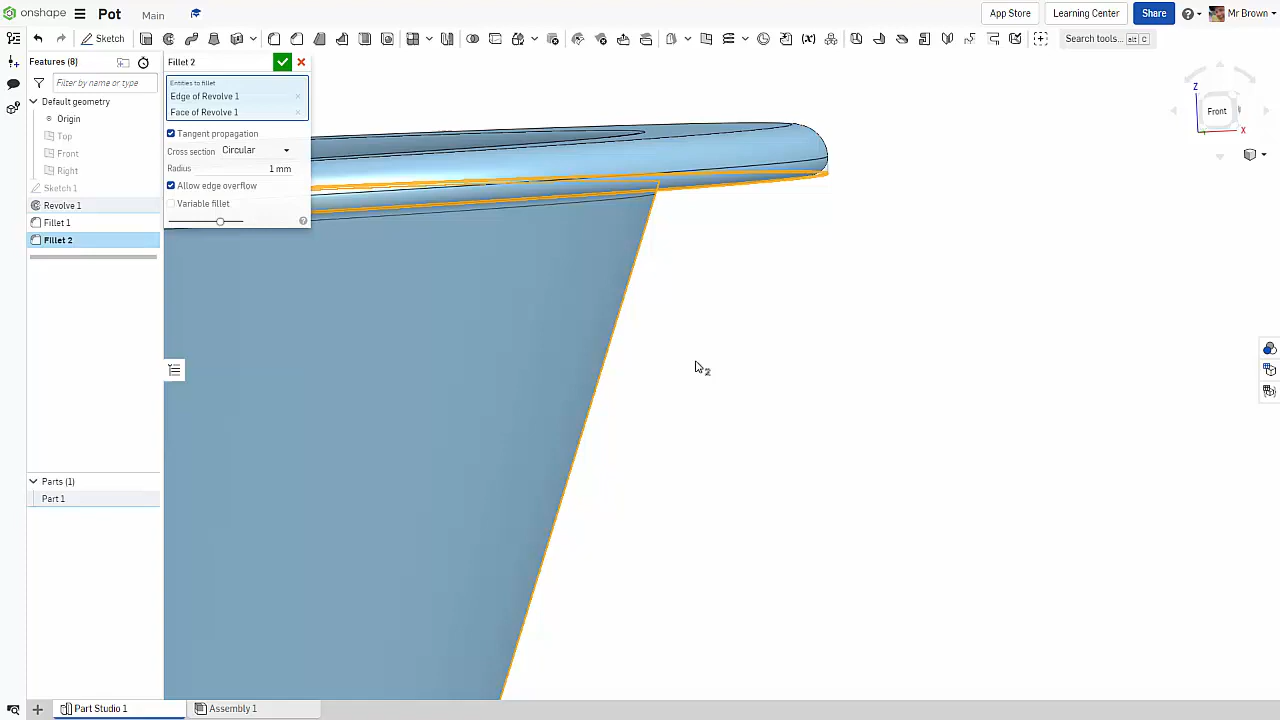 onshape Pot Main App Store Learning Center Share Mr Brown
Sketch Search tools... alt C
Features (8) Fillet 2
Filter by name or type Entities to fillet
Edge of Revolve 1
Face of Revolve 1
Default geometry
Origin
Top Tangent propagation
Front Cross section Circular
Right Radius 1 mm
Sketch 1 Allow edge overflow
Revolve 1 Variable fillet
Fillet 1
Fillet 2
Z
Front
X
Parts (1)
Part 1
Part Studio 1 Assembly 1